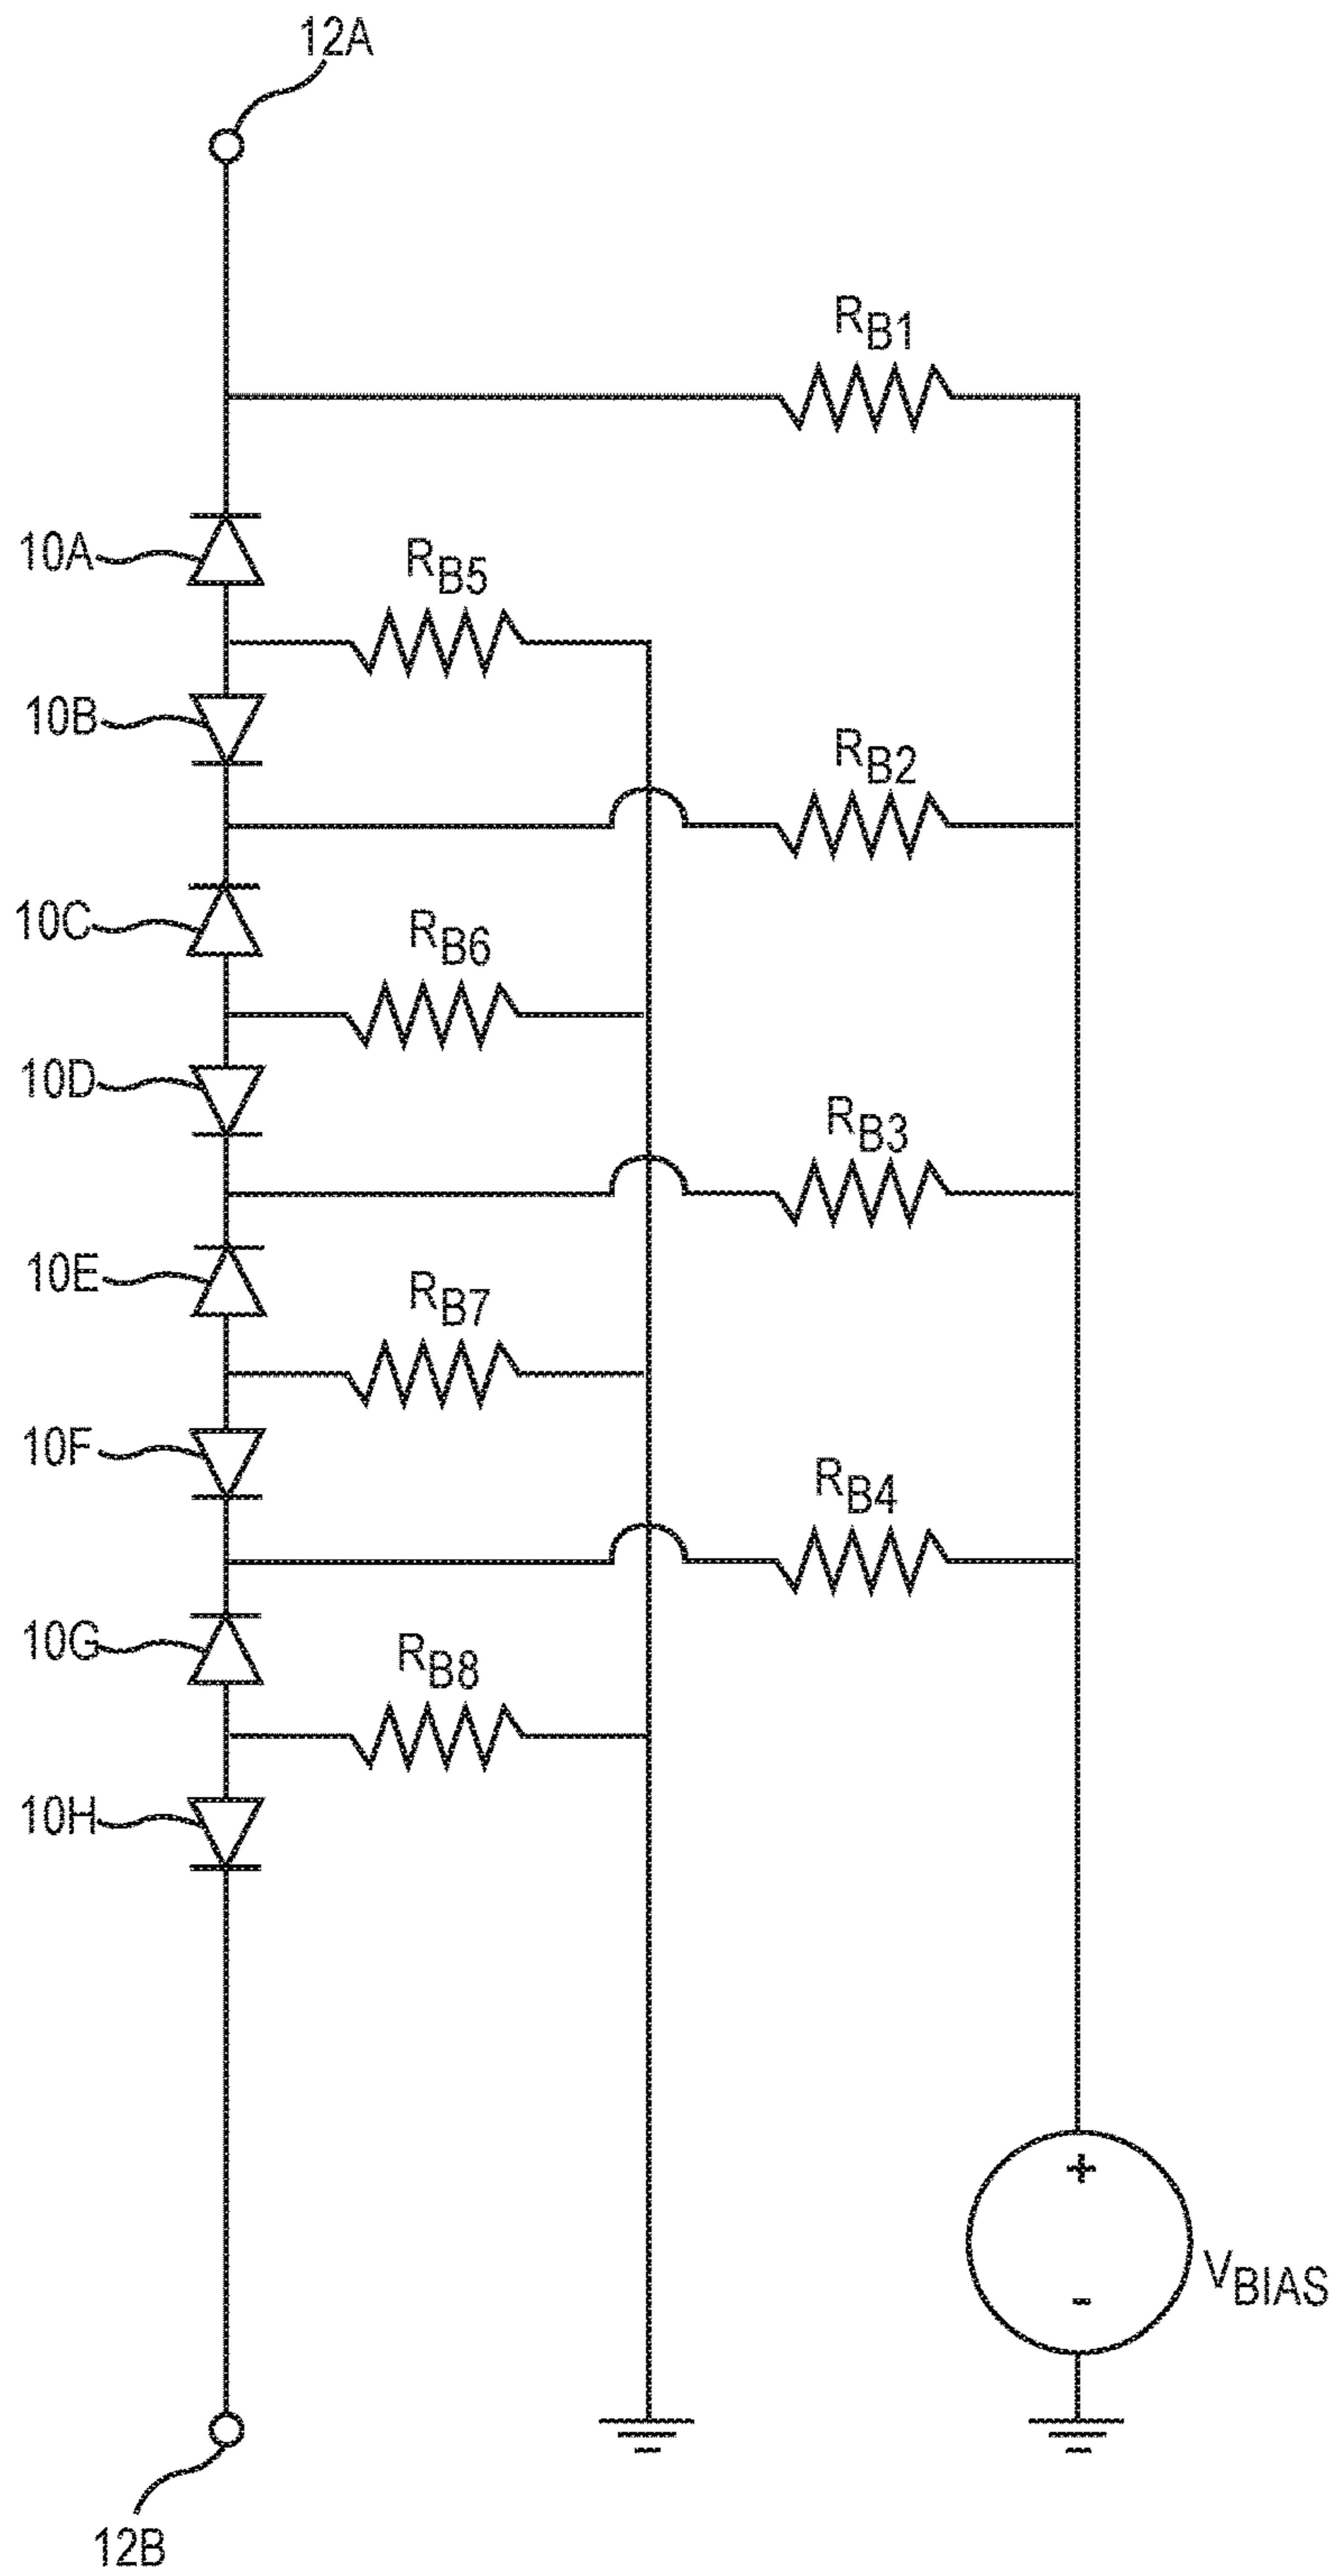 12A
RB1
10A
RB5
10B
RB2
10C
RB6
10D
RB3
10E
RB7
10F
RB4
10G
RB8
10H
+
-
VBIAS
12B